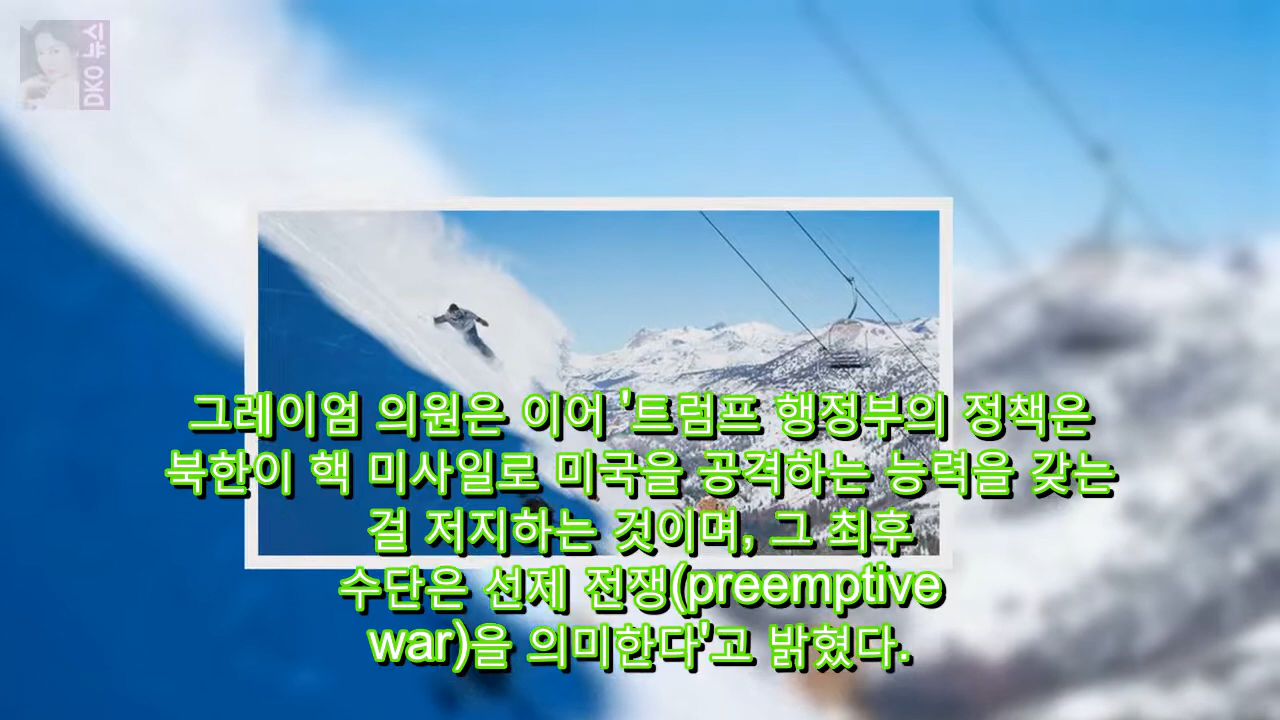 DKO 뉴스
그레이엄 의원은 이어 '트럼프 행정부의 정책은
북한이 핵 미사일로 미국을 공격하는 능력을 갖는
걸 저지하는 것이며, 그 최후
수단은 선제 전쟁(preemptive
war)을 의미한다'고 밝혔다.